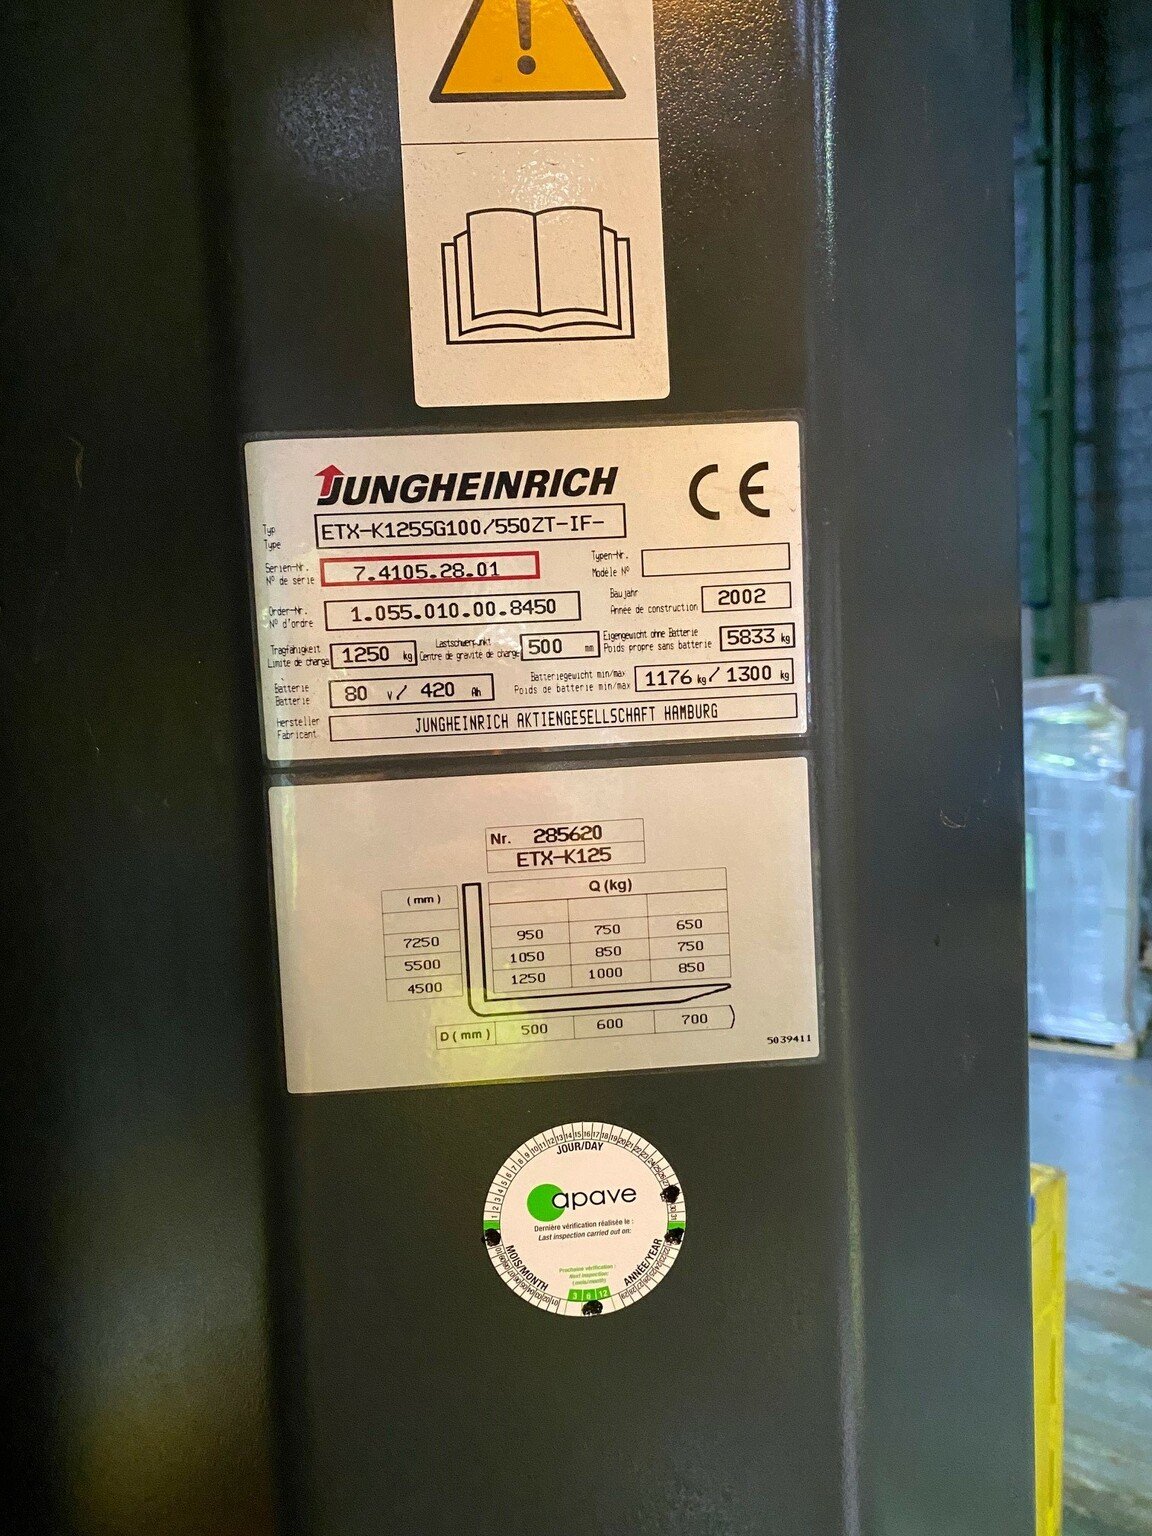 JUNGHEINRICH CE
Typ
Type
ETX-K125SG100/550ZT-IF-
Serien-Nr.
N° de série
7.4105.28.01
Typen-Nr.
Modèle N°
Order-Nr.
N° d'ordre
1.055.010.00.8450
Baujahr
Année de construction
2002
Tragfähigkeit
Limite de charge
1250 kg
Lastschwerpunkt
Centre de gravité de charge
500 mm
Eigengewicht ohne Batterie
Poids propre sans batterie
5833 kg
Batterie
Batterie
80 V/ 420 Ah
Batteriegewicht min/max
Poids de batterie min/max
1176 kg/ 1300 kg
Hersteller
Fabricant
JUNGHEINRICH AKTIENGESELLSCHAFT HAMBURG
Nr. 285620
ETX-K125
(mm) Q (kg)
7250 950 750 650
5500 1050 850 750
4500 1250 1000 850
D (mm) 500 600 700
5039411
JOUR/DAY
apave
Dernière vérification réalisée le :
Last inspection carried out on:
MOIS/MONTH
ANNÉE/YEAR
Prochaine vérification :
Next inspection:
3 6 12